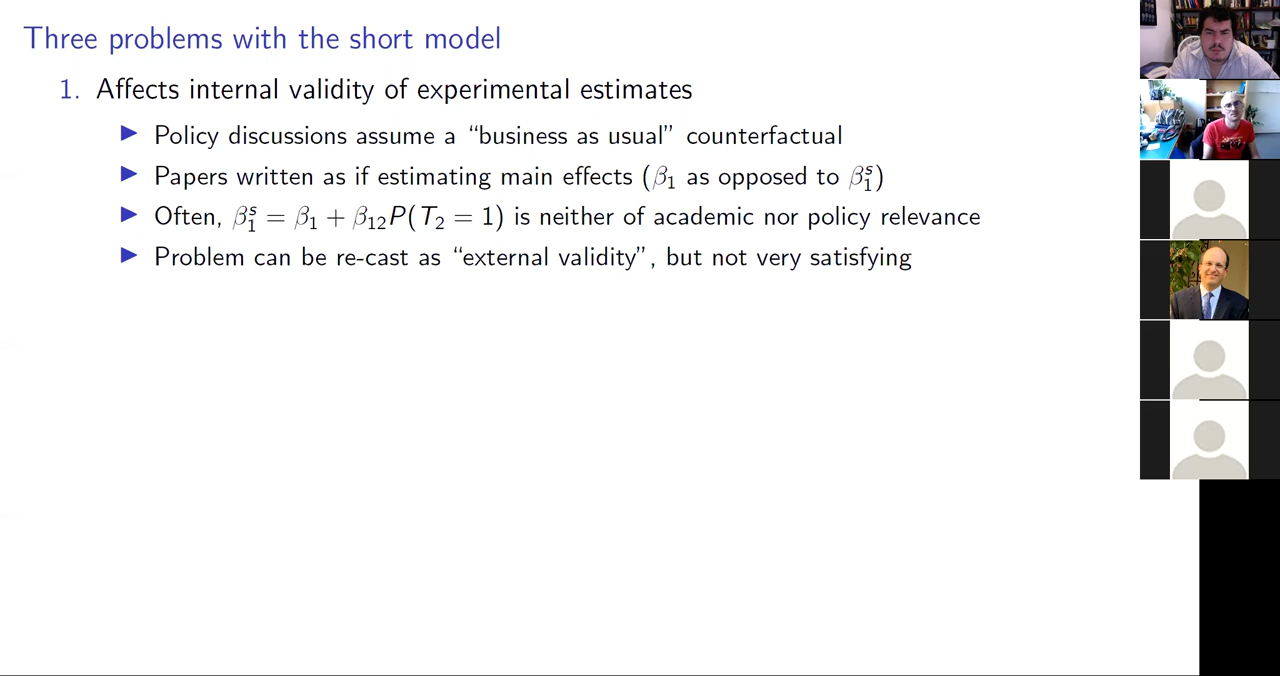 Three problems with the short model
1. Affects internal validity of experimental estimates
▶ Policy discussions assume a “business as usual” counterfactual
▶ Papers written as if estimating main effects (β₁ as opposed to β₁ˢ)
▶ Often, β₁ˢ = β₁ + β₁₂P(T₂ = 1) is neither of academic nor policy relevance
▶ Problem can be re-cast as “external validity”, but not very satisfying